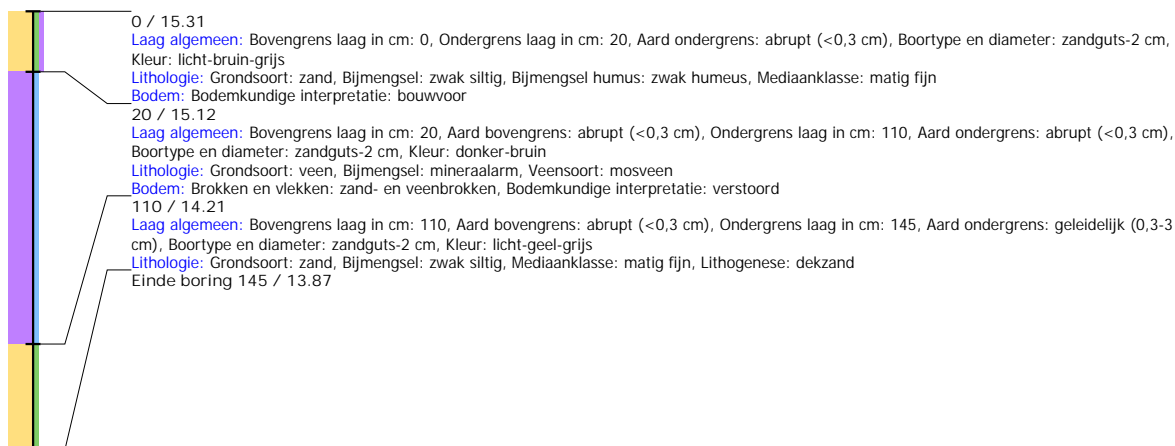 0 / 15.31
Laag algemeen: Bovengrens laag in cm: 0, Ondergrens laag in cm: 20, Aard ondergrens: abrupt (<0,3 cm), Boortype en diameter: zandguts-2 cm,
Kleur: licht-bruin-grijs
Lithologie: Grondsoort: zand, Bijmengsel: zwak siltig, Bijmengsel humus: zwak humeus, Mediaanklasse: matig fijn
Bodem: Bodemkundige interpretatie: bouwvoor
20 / 15.12
Laag algemeen: Bovengrens laag in cm: 20, Aard bovengrens: abrupt (<0,3 cm), Ondergrens laag in cm: 110, Aard ondergrens: abrupt (<0,3 cm),
Boortype en diameter: zandguts-2 cm, Kleur: donker-bruin
Lithologie: Grondsoort: veen, Bijmengsel: mineraalarm, Veensoort: mosveen
Bodem: Brokken en vlekken: zand- en veenbrokken, Bodemkundige interpretatie: verstoord
110 / 14.21
Laag algemeen: Bovengrens laag in cm: 110, Aard bovengrens: abrupt (<0,3 cm), Ondergrens laag in cm: 145, Aard ondergrens: geleidelijk (0,3-3
cm), Boortype en diameter: zandguts-2 cm, Kleur: licht-geel-grijs
Lithologie: Grondsoort: zand, Bijmengsel: zwak siltig, Mediaanklasse: matig fijn, Lithogenese: dekzand
Einde boring 145 / 13.87